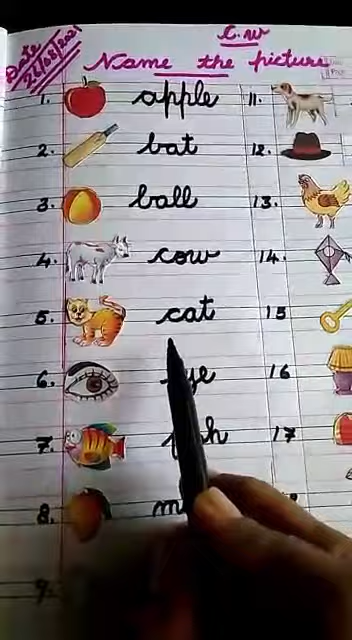 C.W
Date 26/08/2021
Name the picture
1. apple 11.
2. bat 12.
3. ball 13.
4. cow 14.
5. cat 15
6. 16
7. 17
8.
9.